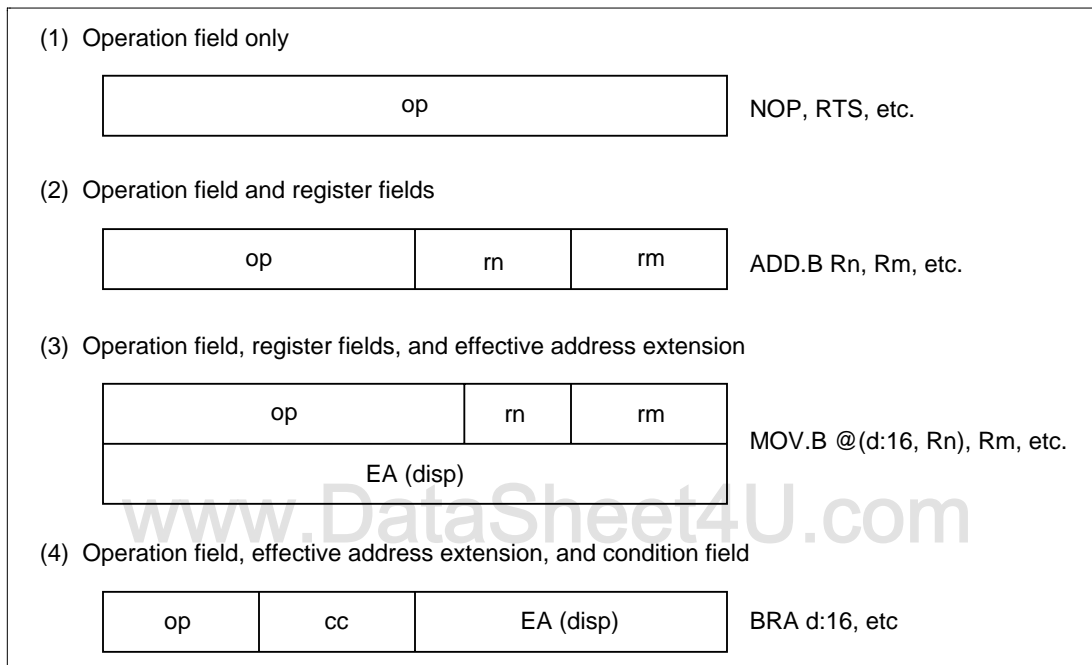 (1) Operation field only
op
NOP, RTS, etc.
(2) Operation field and register fields
op rn rm
ADD.B Rn, Rm, etc.
(3) Operation field, register fields, and effective address extension
op rn rm
EA (disp)
MOV.B @(d:16, Rn), Rm, etc.
www.DataSheet4U.com
(4) Operation field, effective address extension, and condition field
op cc EA (disp)
BRA d:16, etc